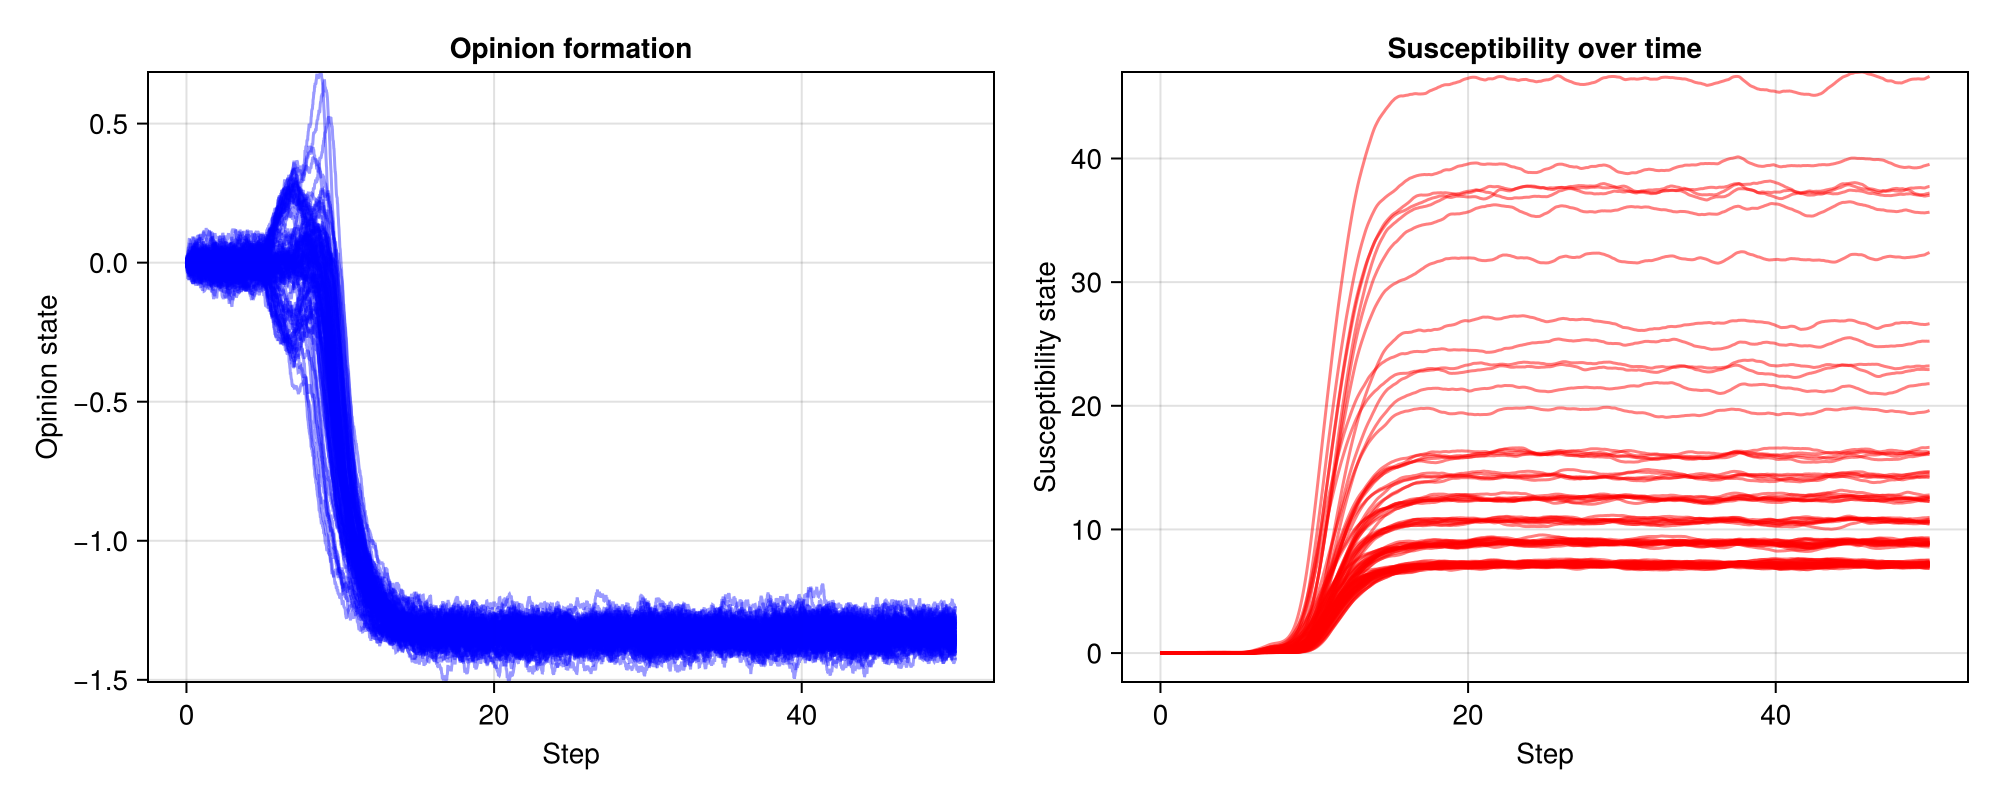 Opinion formation
Opinion state
0.5
0.0
−0.5
−1.0
−1.5
0
20
40
Step
Susceptibility over time
Susceptibility state
40
30
20
10
0
0
20
40
Step